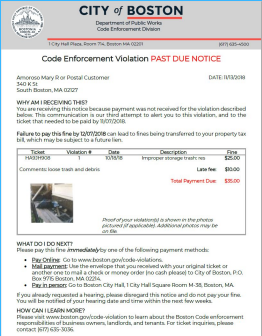 CITY of BOSTON
Department of Public Works
Code Enforcement Division
1 City Hall Plaza, Room 714, Boston MA 02201 (617) 635-4500
Code Enforcement Violation PAST DUE NOTICE
Amoroso Mary R or Postal Customer DATE: 11/13/2018
340 K St
South Boston, MA 02127
WHY AM I RECEIVING THIS?
You are receiving this notice because payment was not received for the violation described
below. This communication is our third attempt to alert you to this violation, and to the
ticket that needed to be paid by 11/07/2018.
Failure to pay this fine by 12/07/2018 can lead to fines being transferred to your property tax
bill, which may be subject to a future lien.
Ticket Violation # Date Description Fine
1 10/18/18 Improper storage trash: res $25.00
Comments: loose trash and debris Late fee: $10.00
Total Payment Due: $35.00
Proof of your violation(s) is shown in the photos
pictured (if applicable). Additional photos may be
on file.
WHAT DO I DO NEXT?
Please pay this fine immediately by one of the following payment methods:
• Pay Online: Go to www.boston.gov/code-violations.
• Mail payment: Use the envelope that you received with your original ticket or
another one to mail a check or money order (no cash please) to City of Boston, P.O.
Box 9715 Boston, MA 02114.
• Pay in person: Go to Boston City Hall, 1 City Hall Square Room M-38, Boston, MA.
If you already requested a hearing, please disregard this notice and do not pay your fine.
You will be notified of your hearing date and time within the next few weeks.
HOW CAN I LEARN MORE?
Please visit www.boston.gov/code-violation to learn about the Boston Code enforcement
responsibilities of business owners, landlords, and tenants. For ticket inquiries, please
contact (617) 635-3036.